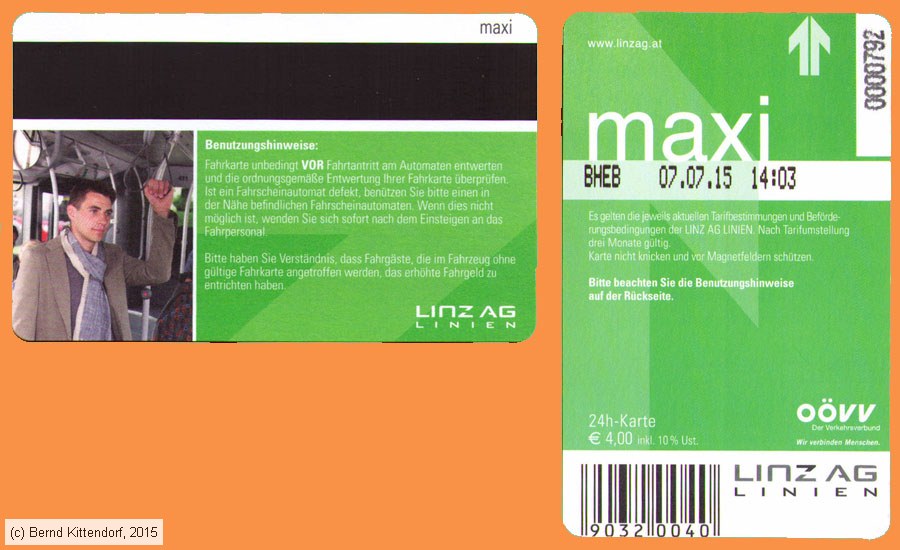 maxi
Benutzungshinweise:
Fahrkarte unbedingt VOR Fahrtantritt am Automaten entwerten
und die ordnungsgemäße Entwertung Ihrer Fahrkarte überprüfen.
Ist ein Fahrscheinautomat defekt, benützen Sie bitte einen in
der Nähe befindlichen Fahrscheinautomaten. Wenn dies nicht
möglich ist, wenden Sie sich sofort nach dem Einsteigen an das
Fahrpersonal.
Bitte haben Sie Verständnis, dass Fahrgäste, die im Fahrzeug ohne
gültige Fahrkarte angetroffen werden, das erhöhte Fahrgeld zu
entrichten haben.
LINZ AG
LINIEN
www.linzag.at
0000792
maxi
BHEB 07.07.15 14:03
Es gelten die jeweils aktuellen Tarifbestimmungen und Beförde-
rungsbedingungen der LINZ AG LINIEN. Nach Tarifumstellung
drei Monate gültig.
Karte nicht knicken und vor Magnetfeldern schützen.
Bitte beachten Sie die Benutzungshinweise
auf der Rückseite.
24h-Karte
€ 4,00 inkl. 10% Ust.
OÖVV
Der Verkehrsverbund
Wir verbinden Menschen.
90320040
LINZ AG
LINIEN
(c) Bernd Kittendorf, 2015